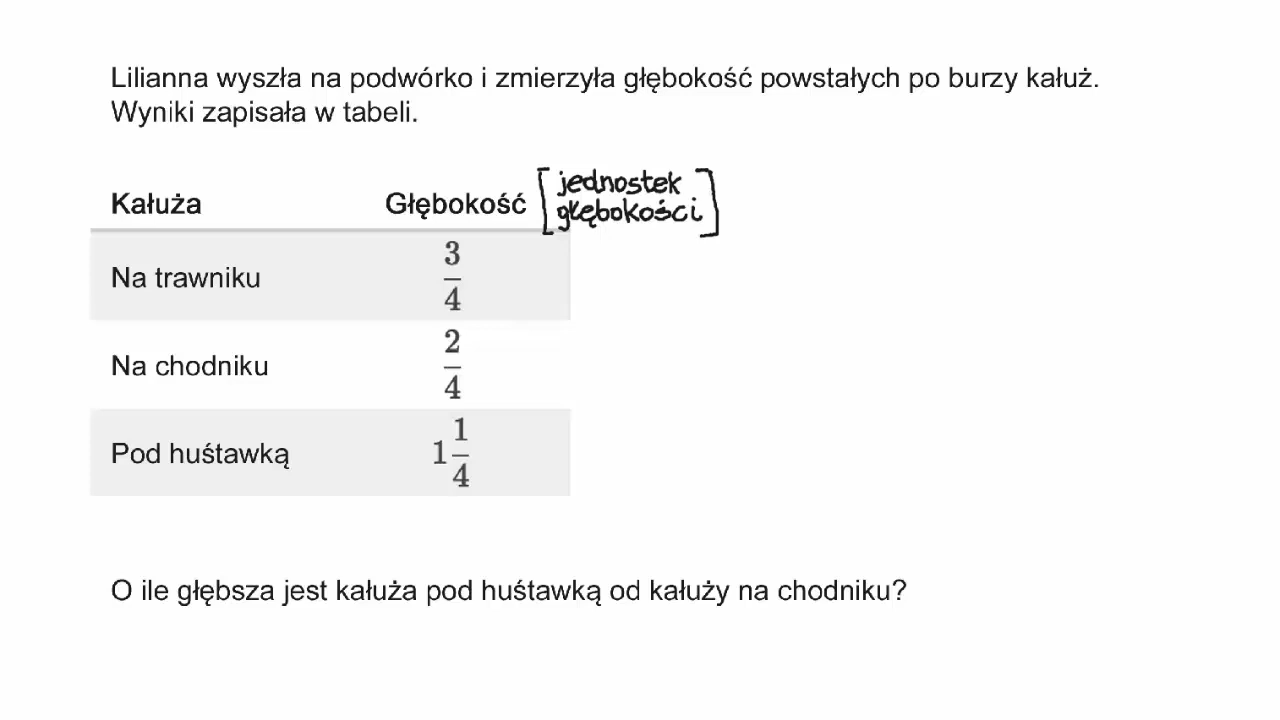 Lilianna wyszła na podwórko i zmierzyła głębokość powstałych po burzy kałuż.
Wyniki zapisała w tabeli.
Kałuża Głębokość [jednostek głębokości]
Na trawniku 3/4
Na chodniku 2/4
Pod huśtawką 1 1/4
O ile głębsza jest kałuża pod huśtawką od kałuży na chodniku?